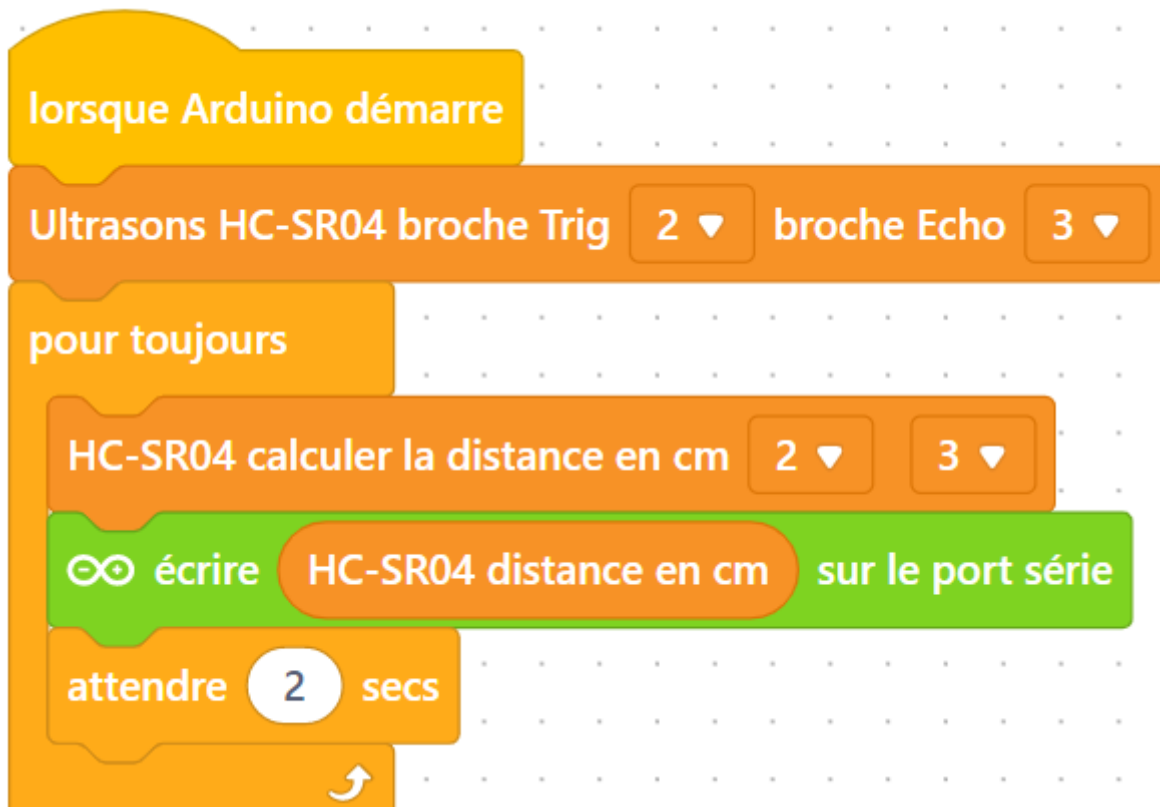 lorsque Arduino démarre
Ultrasons HC-SR04 broche Trig 2 broche Echo 3
pour toujours
HC-SR04 calculer la distance en cm 2 3
écrire HC-SR04 distance en cm sur le port série
attendre 2 secs